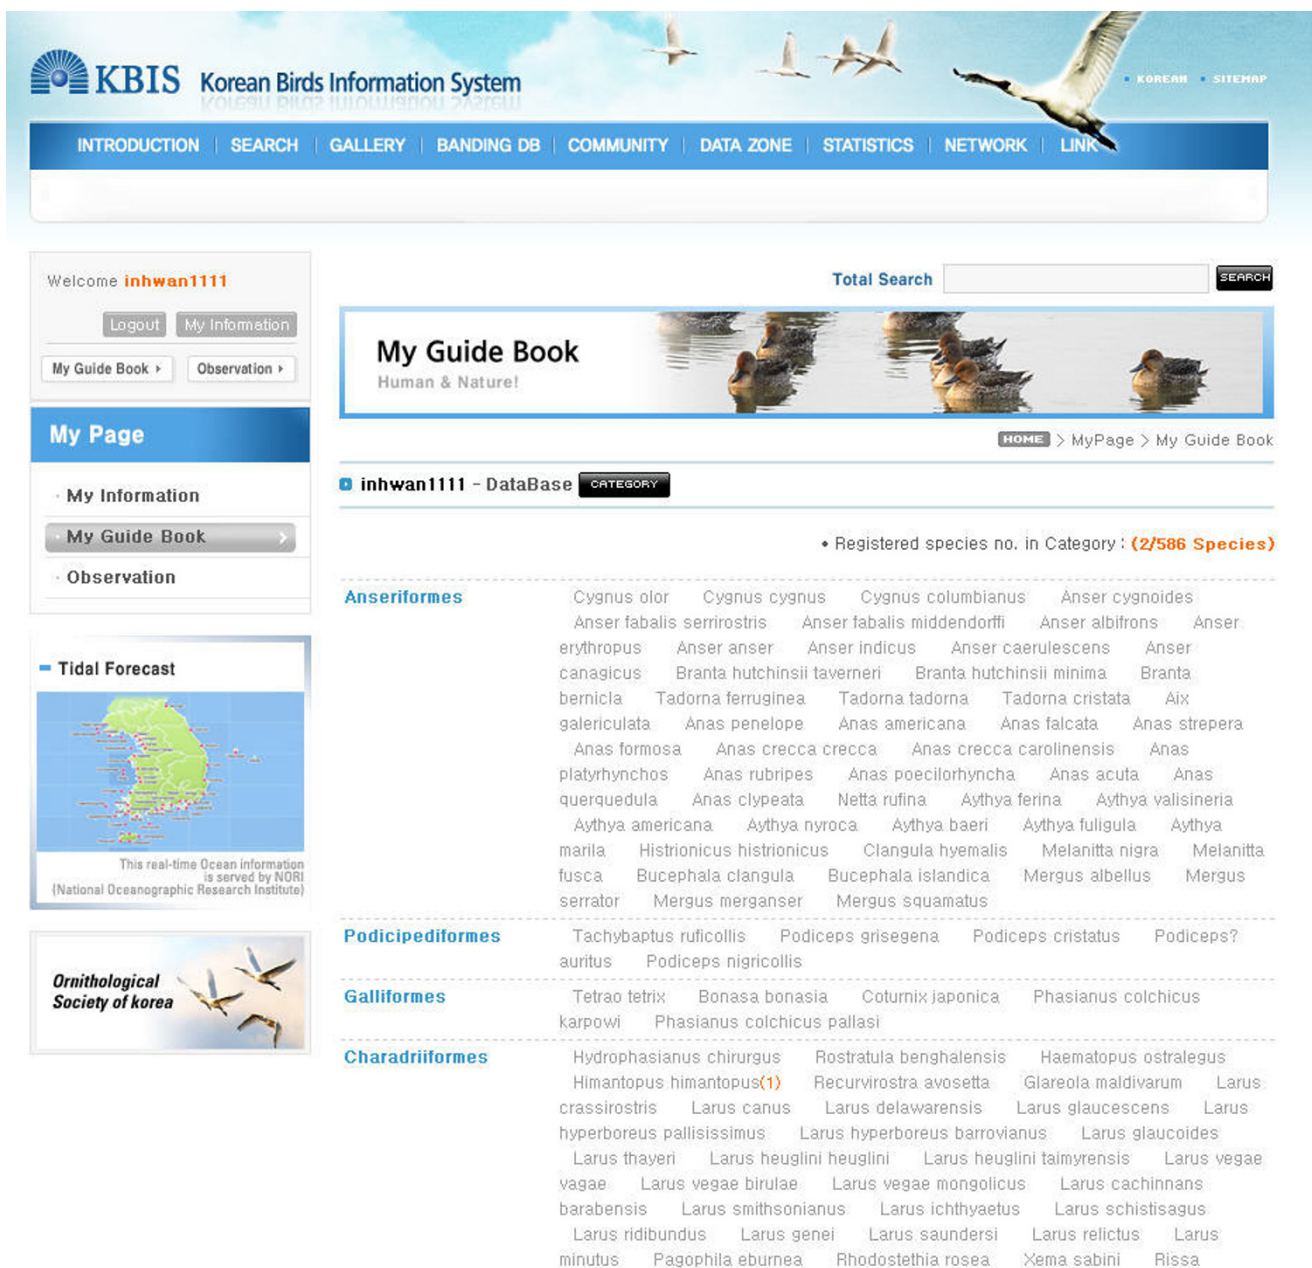 KBIS Korean Birds Information System
KOREAN SITEMAP
INTRODUCTION | SEARCH | GALLERY | BANDING DB | COMMUNITY | DATA ZONE | STATISTICS | NETWORK | LINK
Welcome inhwan1111
Logout My Information
My Guide Book Observation
My Page
My Information
My Guide Book
Observation
Tidal Forecast
This real-time Ocean information
is served by NORI
(National Oceanographic Research Institute)
Ornithological
Society of korea
Total Search SEARCH
My Guide Book
Human & Nature!
HOME > MyPage > My Guide Book
inhwan1111 - DataBase CATEGORY
• Registered species no. in Category : (2/586 Species)
Anseriformes Cygnus olor Cygnus cygnus Cygnus columbianus Anser cygnoides
Anser fabalis serrirostris Anser fabalis middendorffi Anser albifrons Anser
erythropus Anser anser Anser indicus Anser caerulescens Anser
canagicus Branta hutchinsii taverneri Branta hutchinsii minima Branta
bernicla Tadorna ferruginea Tadorna tadorna Tadorna cristata Aix
galericulata Anas penelope Anas americana Anas falcata Anas strepera
Anas formosa Anas crecca crecca Anas crecca carolinensis Anas
platyrhynchos Anas rubripes Anas poecilorhyncha Anas acuta Anas
querquedula Anas clypeata Netta rufina Aythya ferina Aythya valisineria
Aythya americana Aythya nyroca Aythya baeri Aythya fuligula Aythya
marila Histrionicus histrionicus Clangula hyemalis Melanitta nigra Melanitta
fusca Bucephala clangula Bucephala islandica Mergus albellus Mergus
serrator Mergus merganser Mergus squamatus
Podicipediformes Tachybaptus ruficollis Podiceps grisegena Podiceps cristatus Podiceps?
auritus Podiceps nigricollis
Galliformes Tetrao tetrix Bonasa bonasia Coturnix japonica Phasianus colchicus
karpowi Phasianus colchicus pallasi
Charadriiformes Hydrophasianus chirurgus Rostratula benghalensis Haematopus ostralegus
Himantopus himantopus(1) Recurvirostra avosetta Glareola maldivarum Larus
crassirostris Larus canus Larus delawarensis Larus glaucescens Larus
hyperboreus pallisissimus Larus hyperboreus barrovianus Larus glaucoides
Larus thayeri Larus heuglini heuglini Larus heuglini taimyrensis Larus vegae
vagae Larus vegae birulae Larus vegae mongolicus Larus cachinnans
barabensis Larus smithsonianus Larus ichthyaetus Larus schistisagus
Larus ridibundus Larus genei Larus saundersi Larus relictus Larus
minutus Pagophila eburnea Rhodostethia rosea Xema sabini Rissa